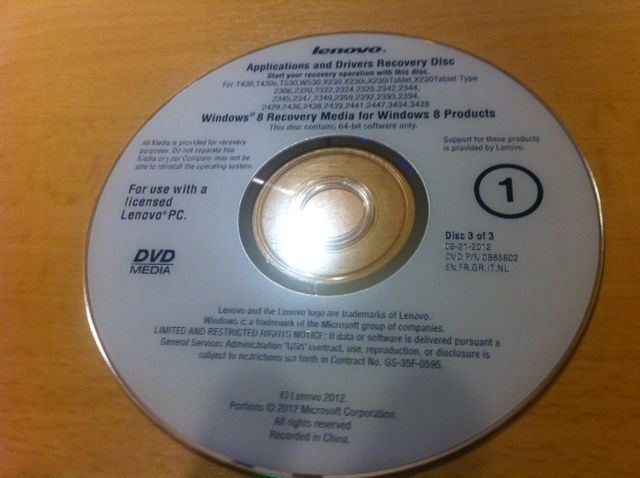 lenovo.
Applications and Drivers Recovery Disc
Start your recovery operation with this disc.
For T430,T430s,T530,W530,X230,X230i,X230iTablet,X230Tablet Type
2306,2320,2322,2324,2325,2342,2344,
2345,2347,2349,2359,2392,2393,2394,
2429,2436,2438,2439,2441,2447,3434,3438
Windows® 8 Recovery Media for Windows 8 Products
This disc contains 64-bit software only.
All Media is provided for recovery
purposes. Do not separate this
Media or your Company may not be
able to reinstall the operating system.
Support for these products
is provided by Lenovo.
For use with a
licensed
Lenovo® PC.
1
DVD
MEDIA
Disc 3 of 3
09-21-2012
DVD P/N 0B85602
EN,FR,GR,IT,NL
Lenovo and the Lenovo logo are trademarks of Lenovo.
Windows is a trademark of the Microsoft group of companies.
LIMITED AND RESTRICTED RIGHTS NOTICE: If data or software is delivered pursuant a
General Services Administration "GSA" contract, use, reproduction, or disclosure is
subject to restrictions set forth in Contract No. GS-35F-0595.
© Lenovo 2012.
Portions © 2012 Microsoft Corporation.
All rights reserved.
Recorded in China.